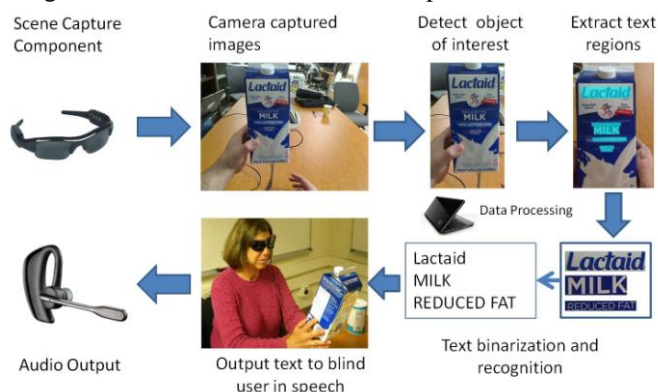 Scene Capture
Component
Camera captured
images
Detect object
of interest
Extract text
regions
Lactaid
MILK
Lactaid
MILK
Lactaid
MILK
Data Processing
Lactaid
MILK
REDUCED FAT
Lactaid
MILK
REDUCED FAT
Audio Output
Output text to blind
user in speech
Text binarization and
recognition